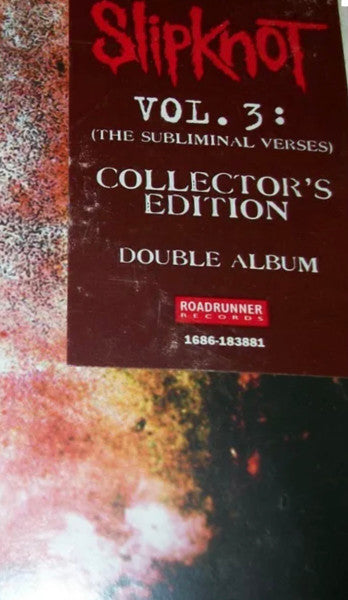 SLIPKNOT
VOL. 3:
(THE SUBLIMINAL VERSES)
COLLECTOR'S
EDITION
DOUBLE ALBUM
ROADRUNNER
RECORDS
1686-183881